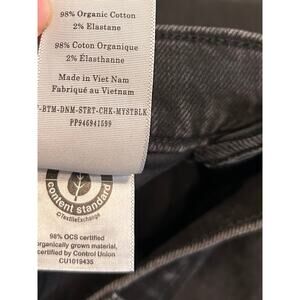 98% Organic Cotton
2% Elastane
98% Coton Organique
2% Élasthanne
Made in Viet Nam
Fabriqué au Vietnam
-BTM-DNM-STRT-CHK-MYSTBLK
PP946941599
content standard
©TextileExchange
98% OCS certified
organically grown material,
certified by Control Union
CU1019435